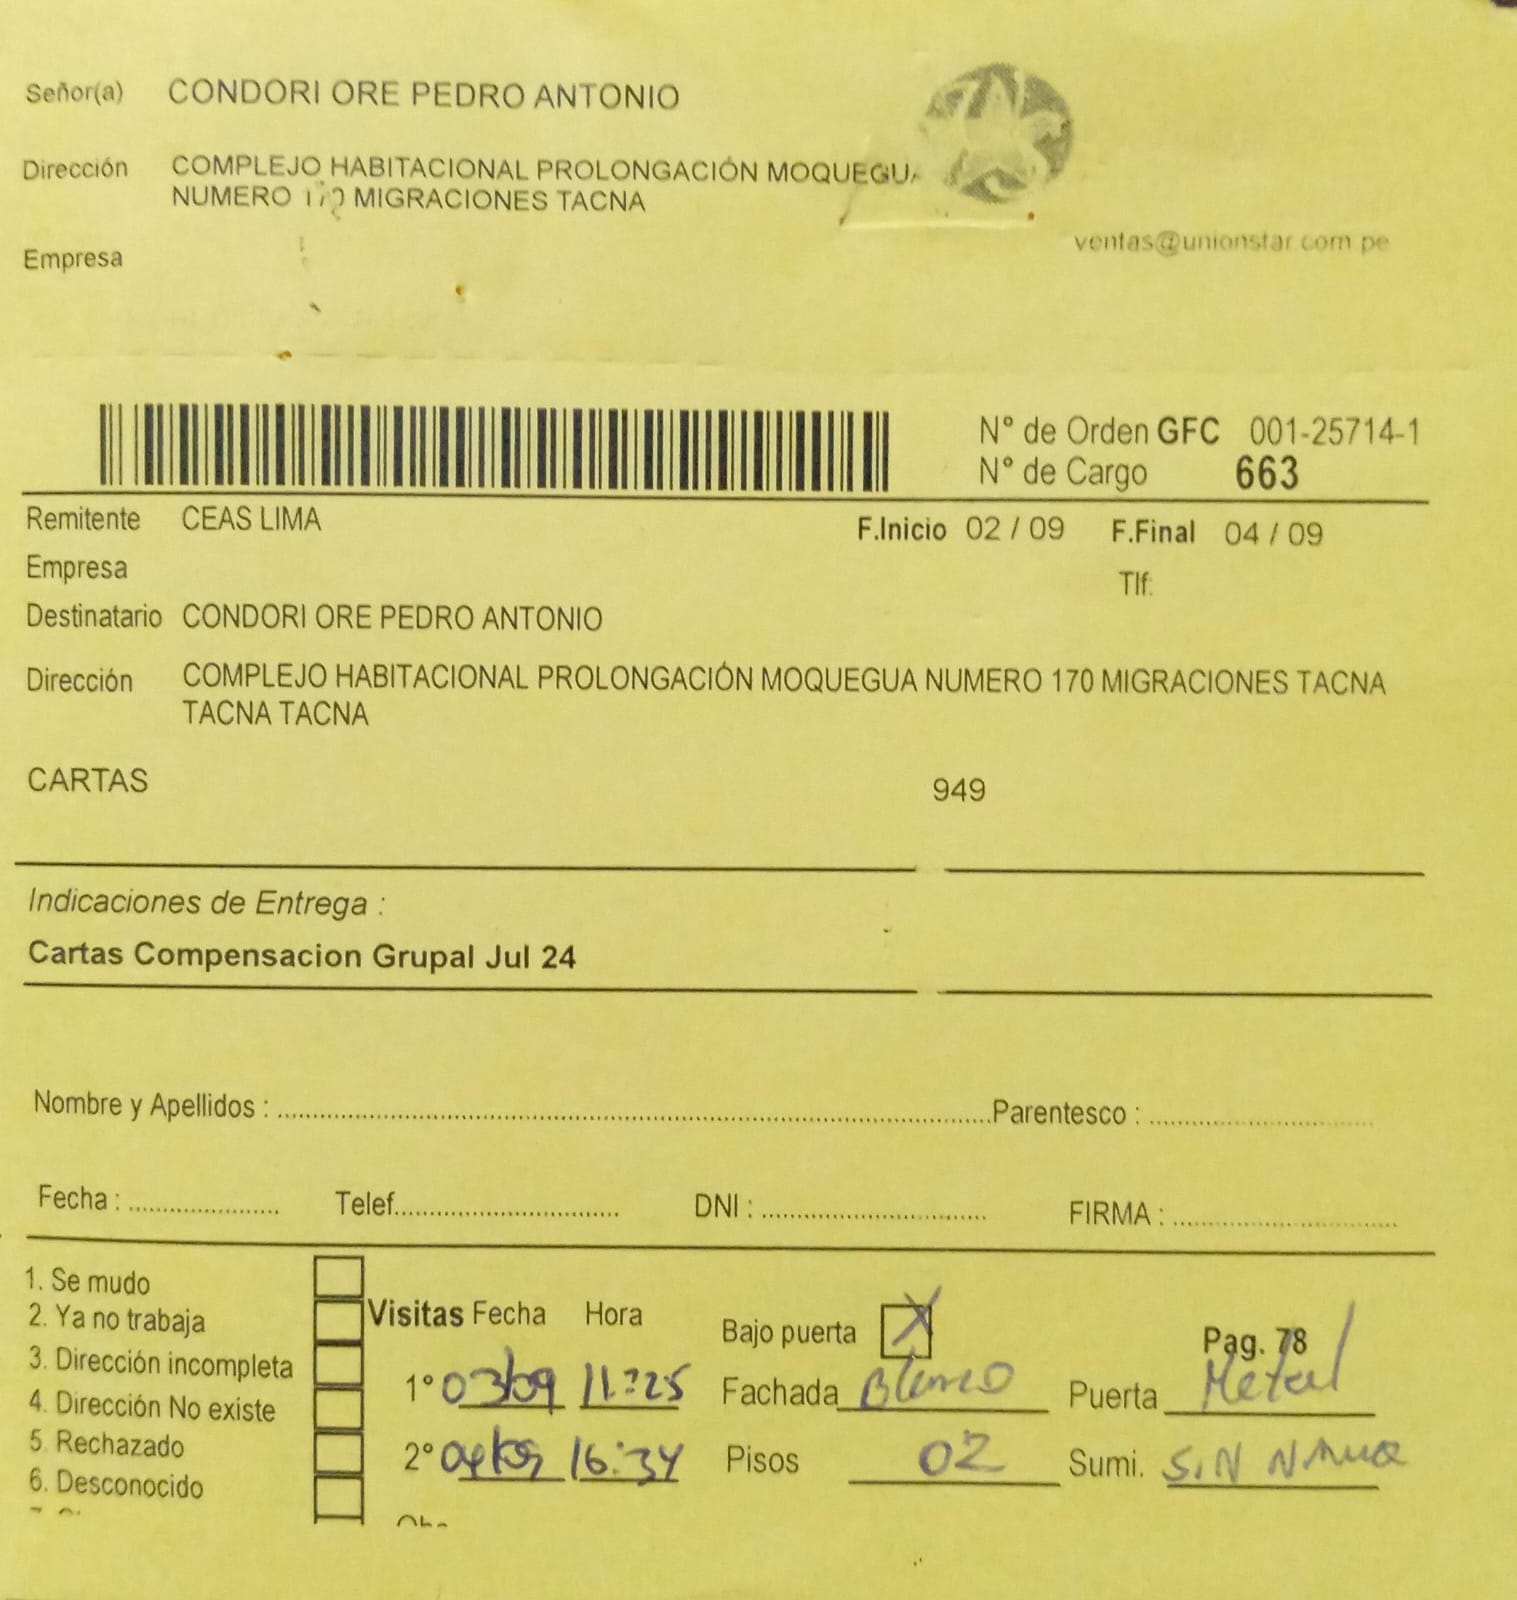 Señor(a) CONDORI ORE PEDRO ANTONIO
Dirección COMPLEJO HABITACIONAL PROLONGACIÓN MOQUEGUA
NUMERO 170 MIGRACIONES TACNA
ventas@unionstar.com.pe
Empresa
N° de Orden GFC 001-25714-1
N° de Cargo 663
Remitente CEAS LIMA F.Inicio 02 / 09 F.Final 04 / 09
Empresa Tlf:
Destinatario CONDORI ORE PEDRO ANTONIO
Dirección COMPLEJO HABITACIONAL PROLONGACIÓN MOQUEGUA NUMERO 170 MIGRACIONES TACNA
TACNA TACNA
CARTAS 949
Indicaciones de Entrega :
Cartas Compensacion Grupal Jul 24
Nombre y Apellidos : Parentesco :
Fecha : Telef. DNI : FIRMA :
1. Se mudo
2. Ya no trabaja
3. Dirección incompleta
4. Dirección No existe
5. Rechazado
6. Desconocido
Visitas Fecha Hora
1° 03/09 11:25
2° 04/09 16:34
Bajo puerta X Pag. 78
Fachada Blanco Puerta Metal
Pisos 02 Sumi. SIN